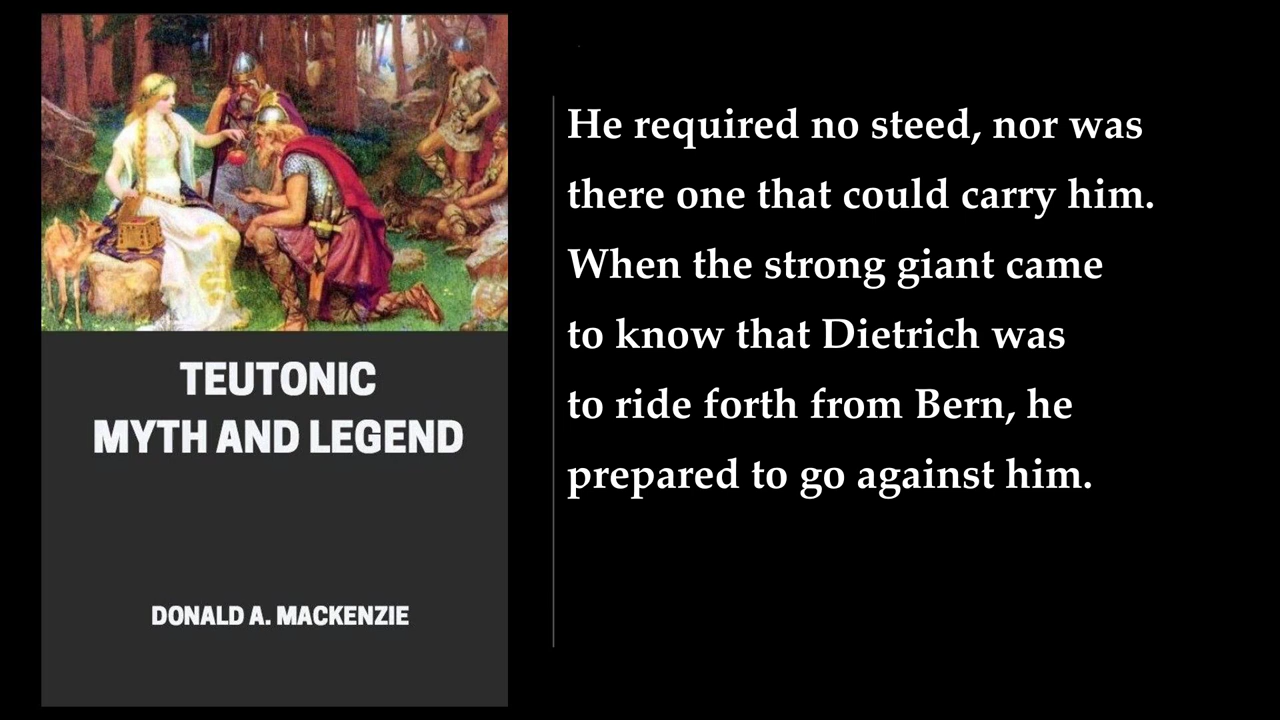 TEUTONIC
MYTH AND LEGEND
DONALD A. MACKENZIE
He required no steed, nor was
there one that could carry him.
When the strong giant came
to know that Dietrich was
to ride forth from Bern, he
prepared to go against him.